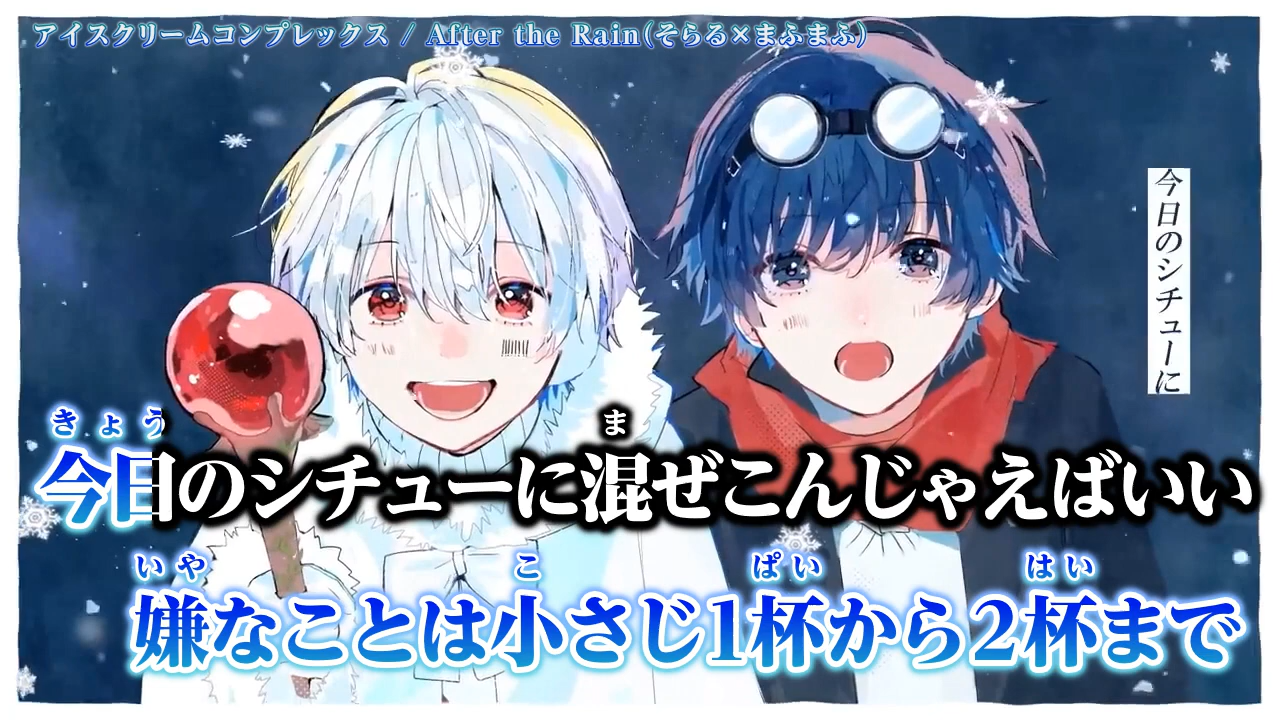 アイスクリームコンプレックス / After the Rain(そらる×まふまふ)
今日のシチューに
きょう ま
今日のシチューに混ぜこんじゃえばいい
いや こ ぱい はい
嫌なことは小さじ1杯から2杯まで